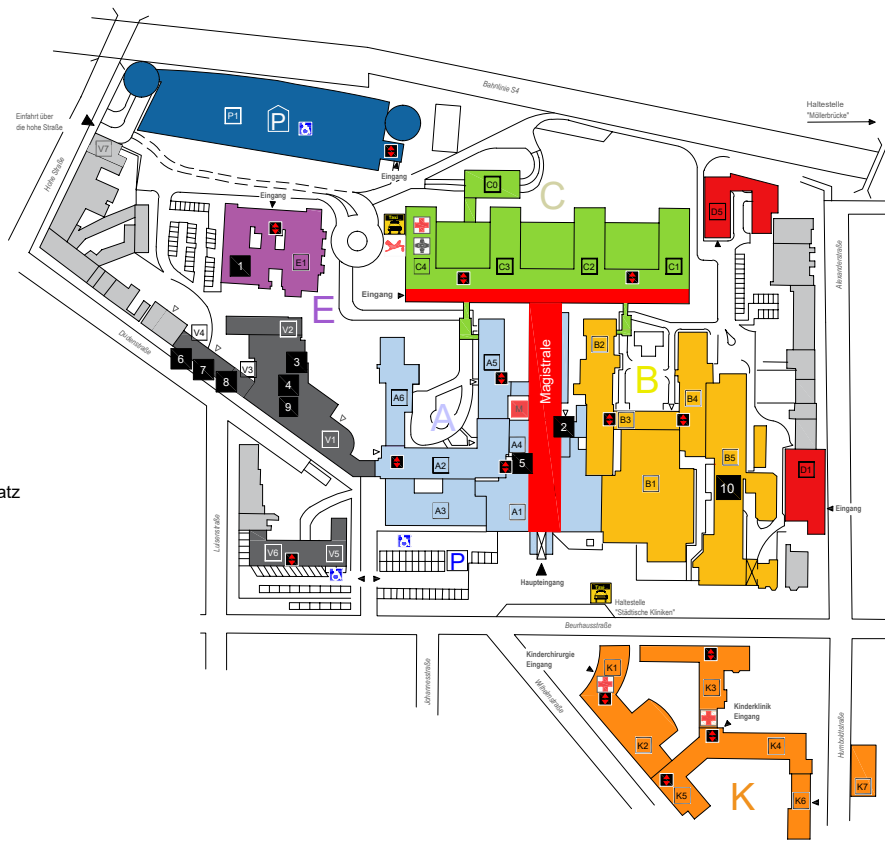 Bahnlinie S4
Haltestelle
"Möllerbrücke"
Einfahrt über
die hohe Straße
P1
P
V7
Hohe Straße
Eingang
Eingang
Taxi
C0
C
D5
C4
C3
C2
C1
E1
1
E
Eingang
Alexanderstraße
Magistrale
V2
V4
Dudenstraße
6
7
8
V3
3
4
9
V1
A5
A6
A
M
A4
A2
5
A3
A1
2
B2
B
B3
B4
B1
B5
10
D1
Eingang
atz
Luisenstraße
V6
V5
P
Haupteingang
Taxi
Haltestelle
"Städtische Kliniken"
Beurhausstraße
Johannesstraße
Wilhelmstraße
Kinderchirurgie
Eingang
K1
K3
Kinderklinik
Eingang
K2
K4
K5
K
K6
K7
Humboldtstraße